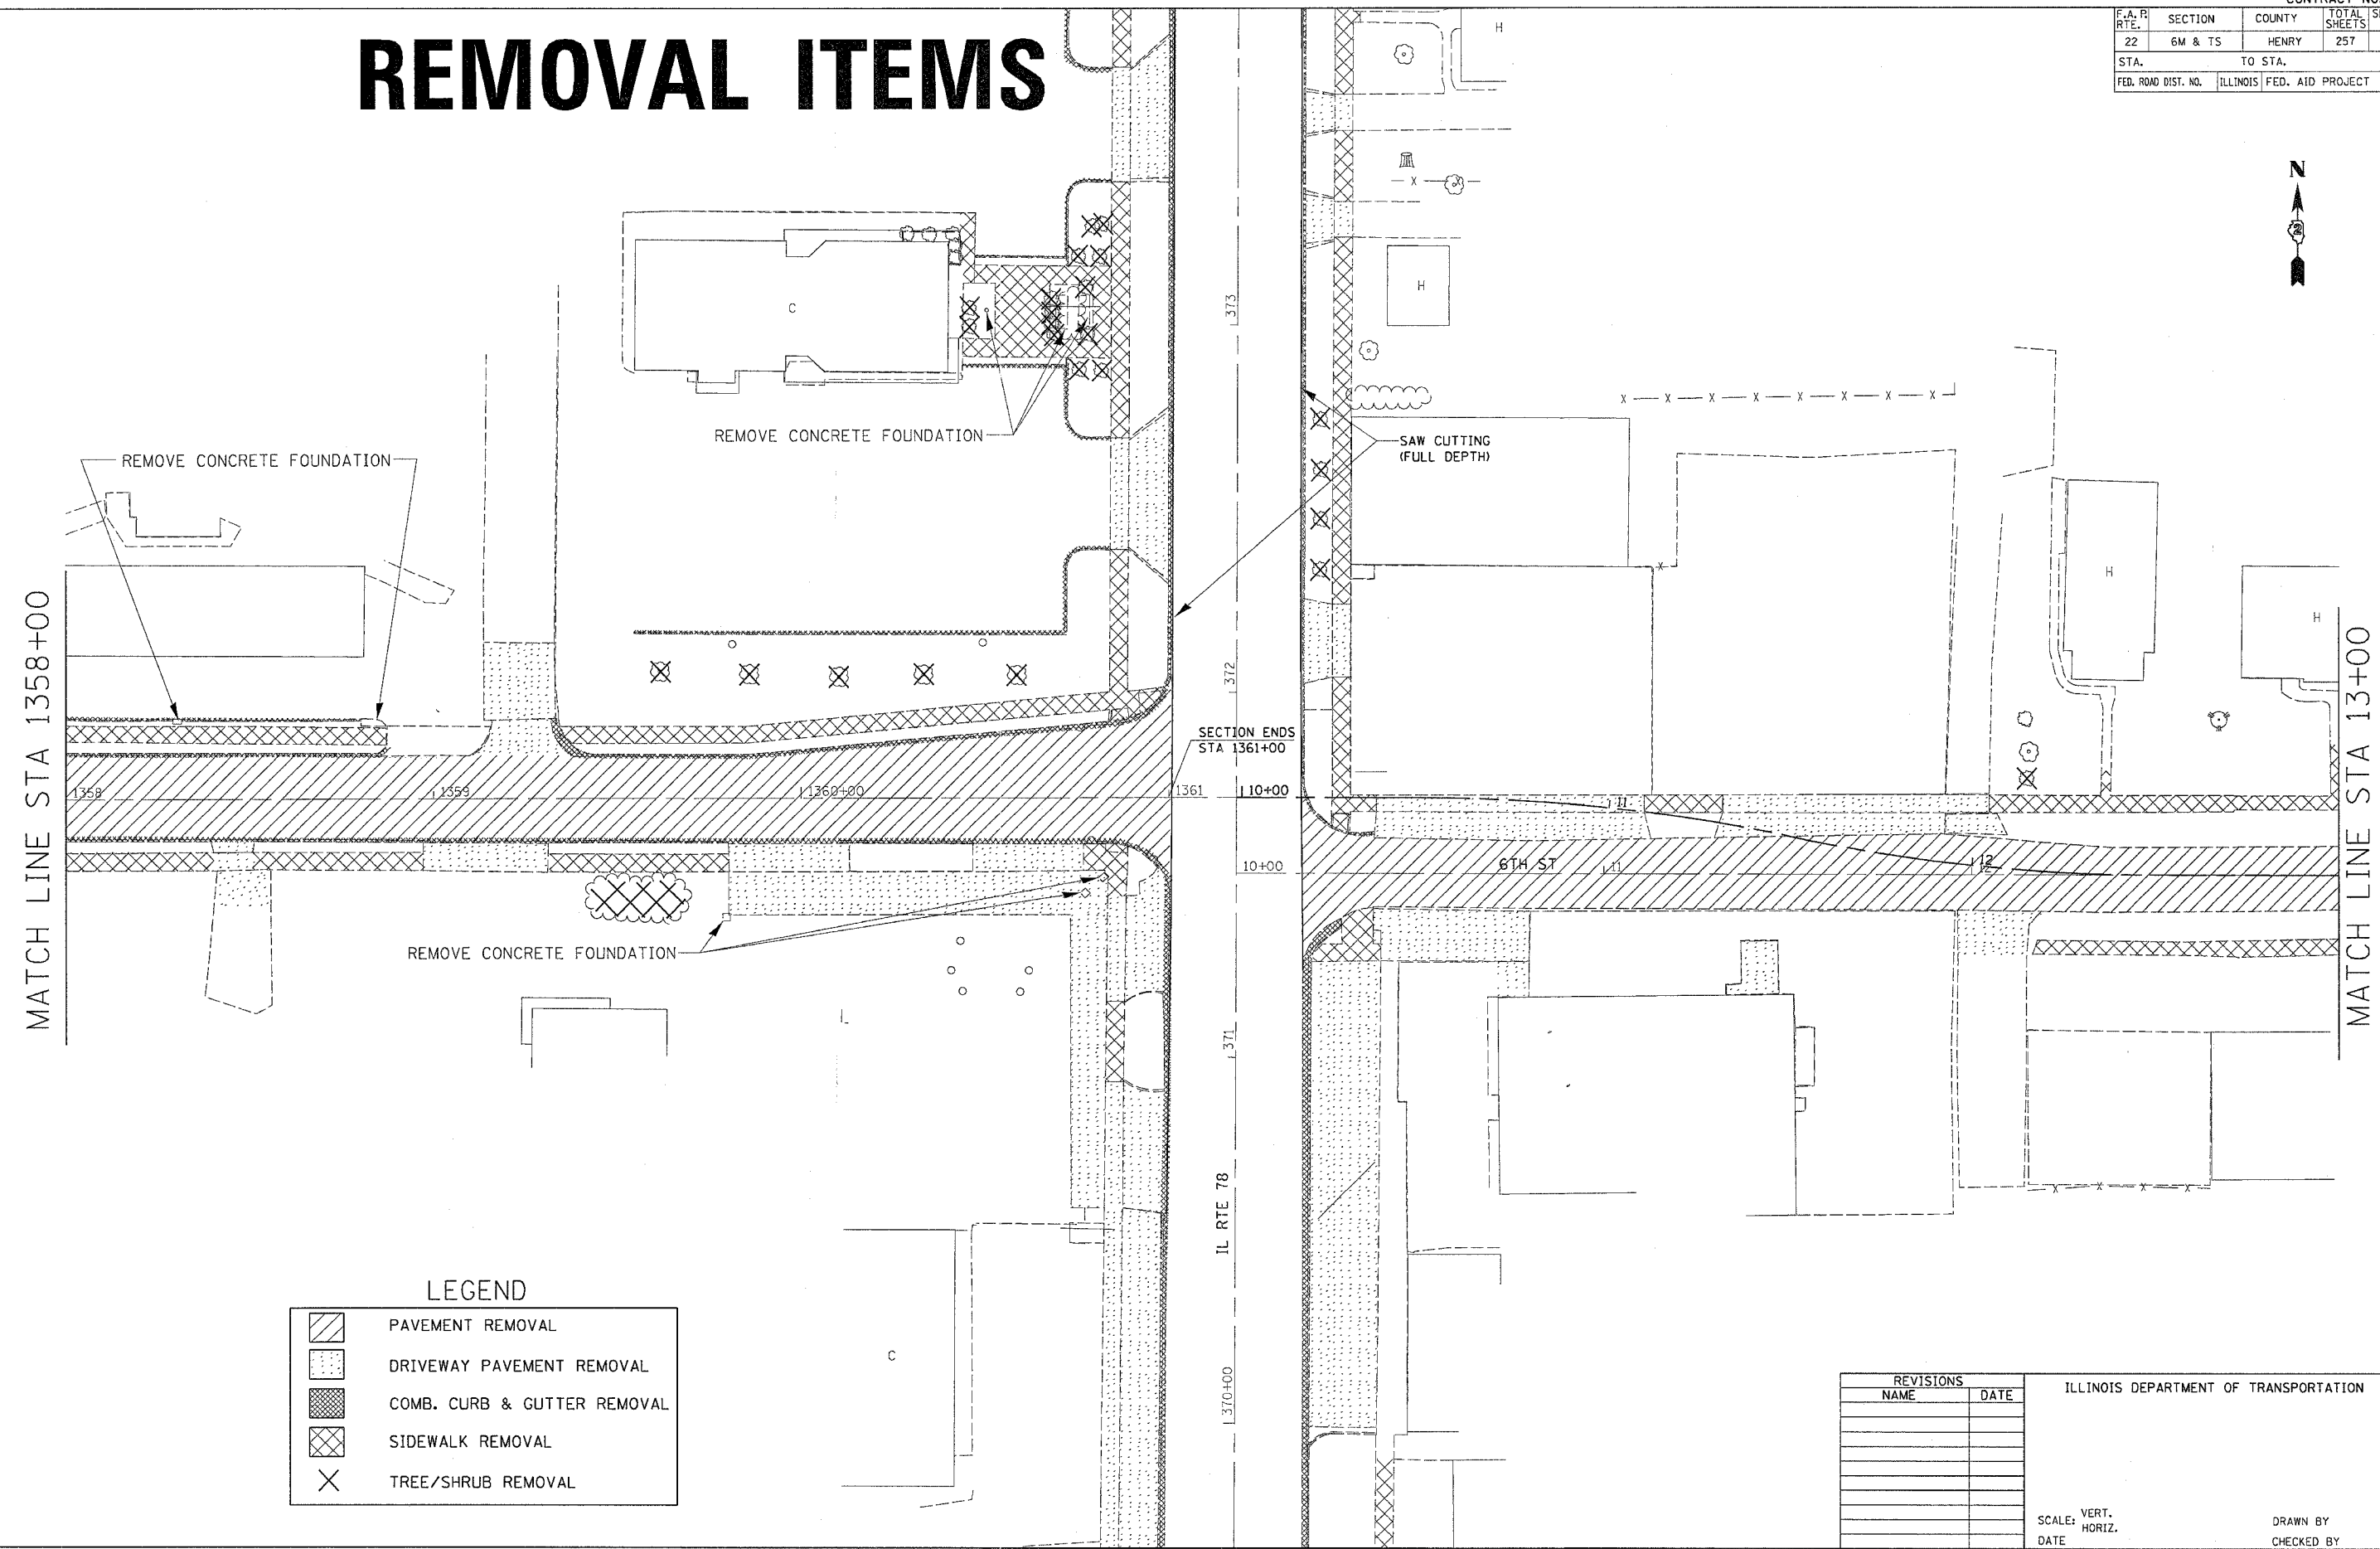 CONTRACT NO.
F.A.P. RTE. SECTION COUNTY TOTAL SHEETS
22 6M & TS HENRY 257
STA. TO STA.
FED. ROAD DIST. NO. ILLINOIS FED. AID PROJECT
REMOVAL ITEMS
N
H
H
C
373
REMOVE CONCRETE FOUNDATION
SAW CUTTING
(FULL DEPTH)
REMOVE CONCRETE FOUNDATION
H
H
MATCH LINE STA 1358+00
MATCH LINE STA 13+00
372
SECTION ENDS
STA 1361+00
1358
1359
1360+00
1361
10+00
11
10+00
6TH ST
11
12
REMOVE CONCRETE FOUNDATION
371
IL RTE 78
370+00
C
LEGEND
PAVEMENT REMOVAL
DRIVEWAY PAVEMENT REMOVAL
COMB. CURB & GUTTER REMOVAL
SIDEWALK REMOVAL
TREE/SHRUB REMOVAL
REVISIONS
NAME DATE
ILLINOIS DEPARTMENT OF TRANSPORTATION
SCALE: VERT.
HORIZ.
DATE
DRAWN BY
CHECKED BY